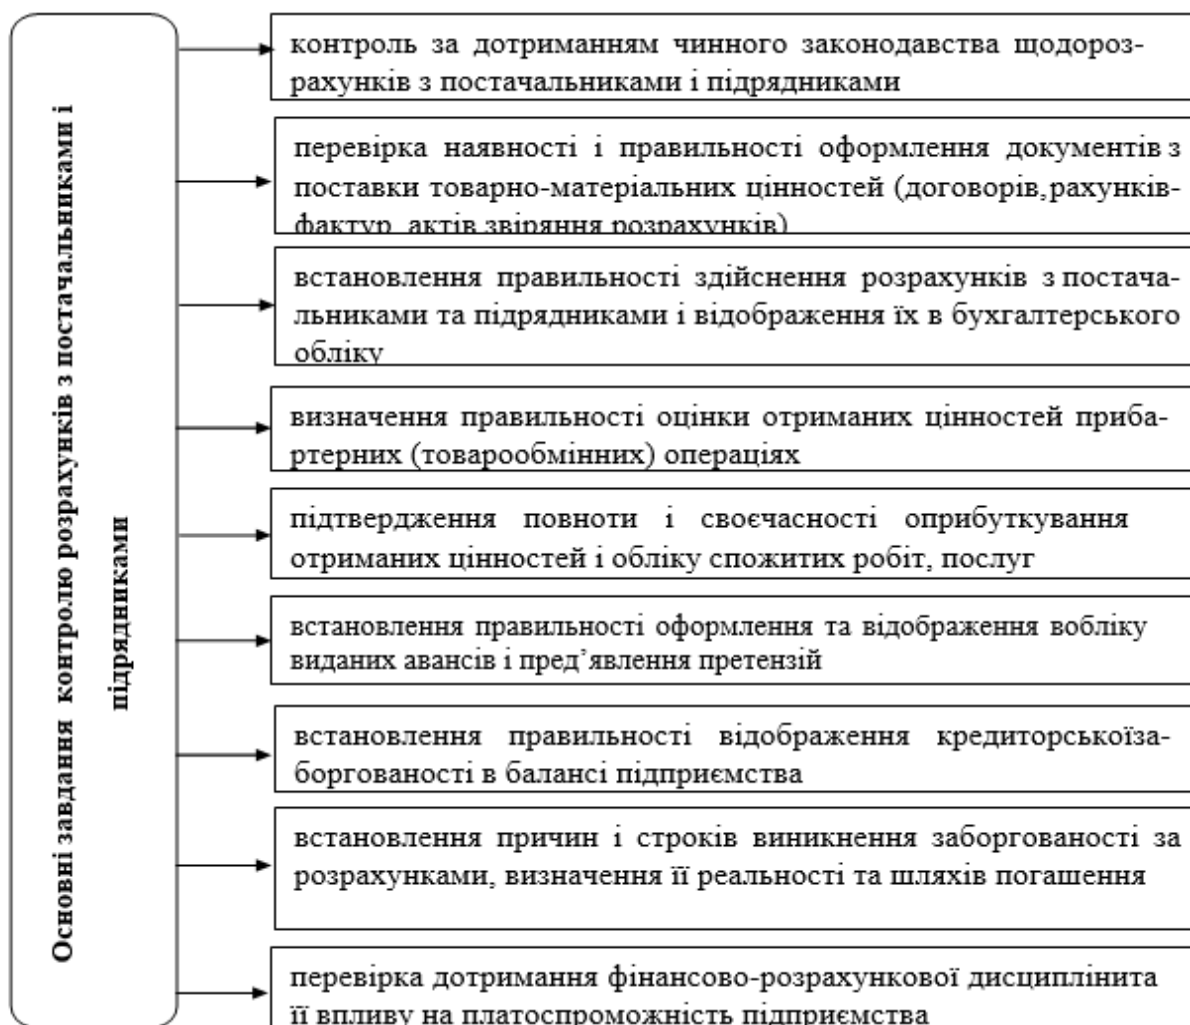 Основні завдання контролю розрахунків з постачальниками і
підрядниками
контроль за дотриманням чинного законодавства щодороз-
рахунків з постачальниками і підрядниками
перевірка наявності і правильності оформлення документів з
поставки товарно-матеріальних цінностей (договорів,рахунків-
фактур, актів звіряння розрахунків)
встановлення правильності здійснення розрахунків з постача-
льниками та підрядниками і відображення їх в бухгалтерського
обліку
визначення правильності оцінки отриманих цінностей приба-
ртерних (товарообмінних) операціях
підтвердження повноти і своєчасності оприбуткування
отриманих цінностей і обліку спожитих робіт, послуг
встановлення правильності оформлення та відображення вобліку
виданих авансів і пред’явлення претензій
встановлення правильності відображення кредиторськоїза-
боргованості в балансі підприємства
встановлення причин і строків виникнення заборгованості за
розрахунками, визначення її реальності та шляхів погашення
перевірка дотримання фінансово-розрахункової дисциплінита
її впливу на платоспроможність підприємства